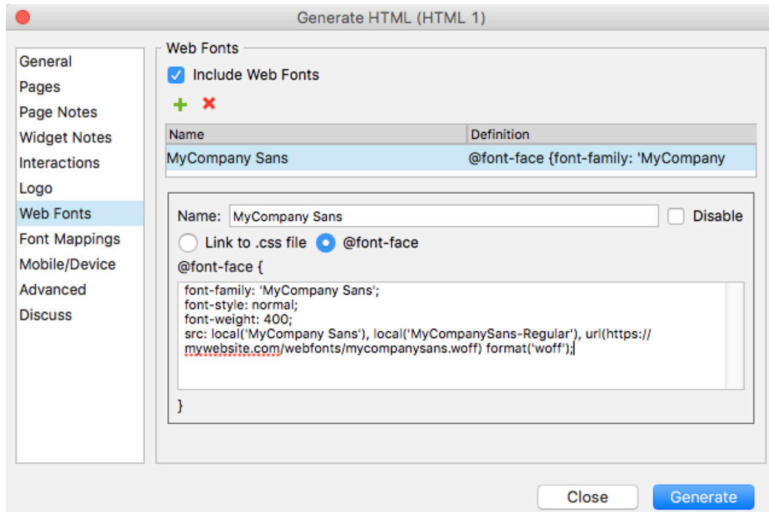 Generate HTML (HTML 1)
General
Pages
Page Notes
Widget Notes
Interactions
Logo
Web Fonts
Font Mappings
Mobile/Device
Advanced
Discuss
Web Fonts
Include Web Fonts
Name Definition
MyCompany Sans @font-face {font-family: 'MyCompany
Name: MyCompany Sans Disable
Link to .css file @font-face
@font-face {
font-family: 'MyCompany Sans';
font-style: normal;
font-weight: 400;
src: local('MyCompany Sans'), local('MyCompanySans-Regular'), url(https://
mywebsite.com/webfonts/mycompanysans.woff) format('woff');
}
Close Generate